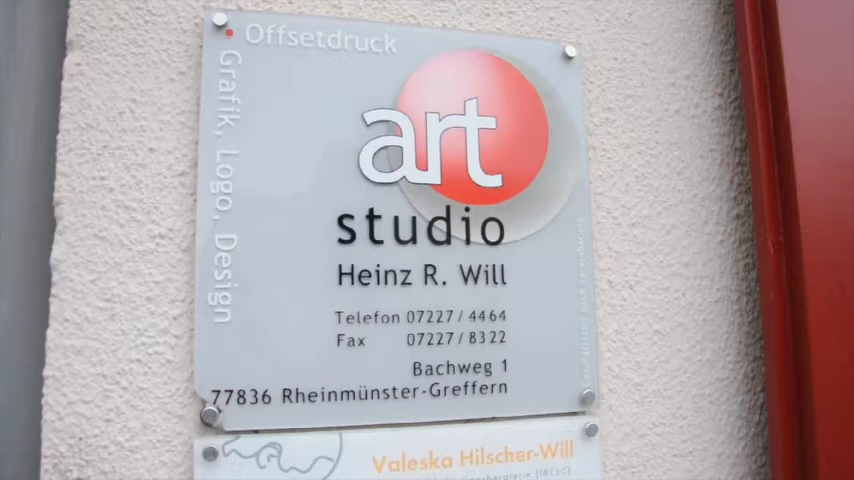 Offsetdruck
Grafik, Logo, Design
art
studio
Heinz R. Will
Telefon 07227 / 4464
Fax 07227 / 8322
Bachweg 1
77836 Rheinmünster-Greffern
Valeska Hilscher-Will